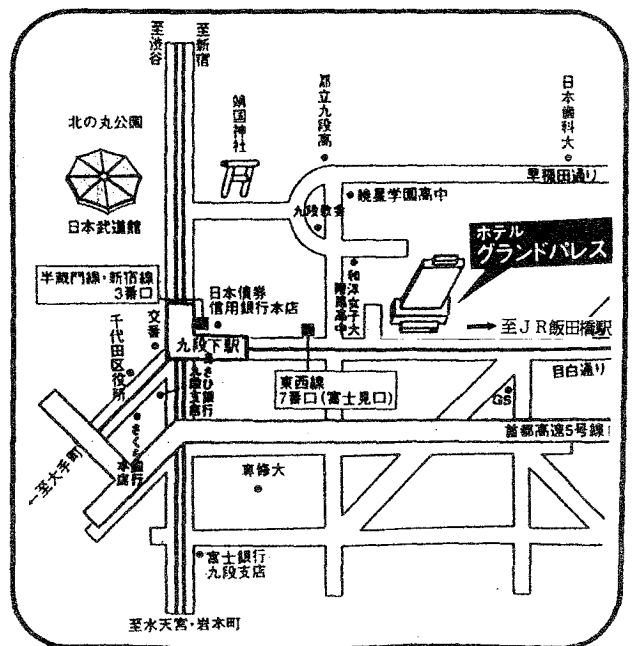 至渋谷
至新宿
北の丸公園
靖国神社
都立九段高
日本歯科大
早稲田通り
暁星学園高中
九段教会
日本武道館
ホテル
グランドパレス
半蔵門線・新宿線
3番口
日本債券
信用銀行本店
和洋女子大
附属高中
至JR飯田橋駅
交番
九段下駅
千代田区役所
あさひ銀行
九段支店
東西線
7番口(富士見口)
目白通り
GS
首都高速5号線
さくら銀行
本店
←至大手町
専修大
富士銀行
九段支店
至水天宮・岩本町